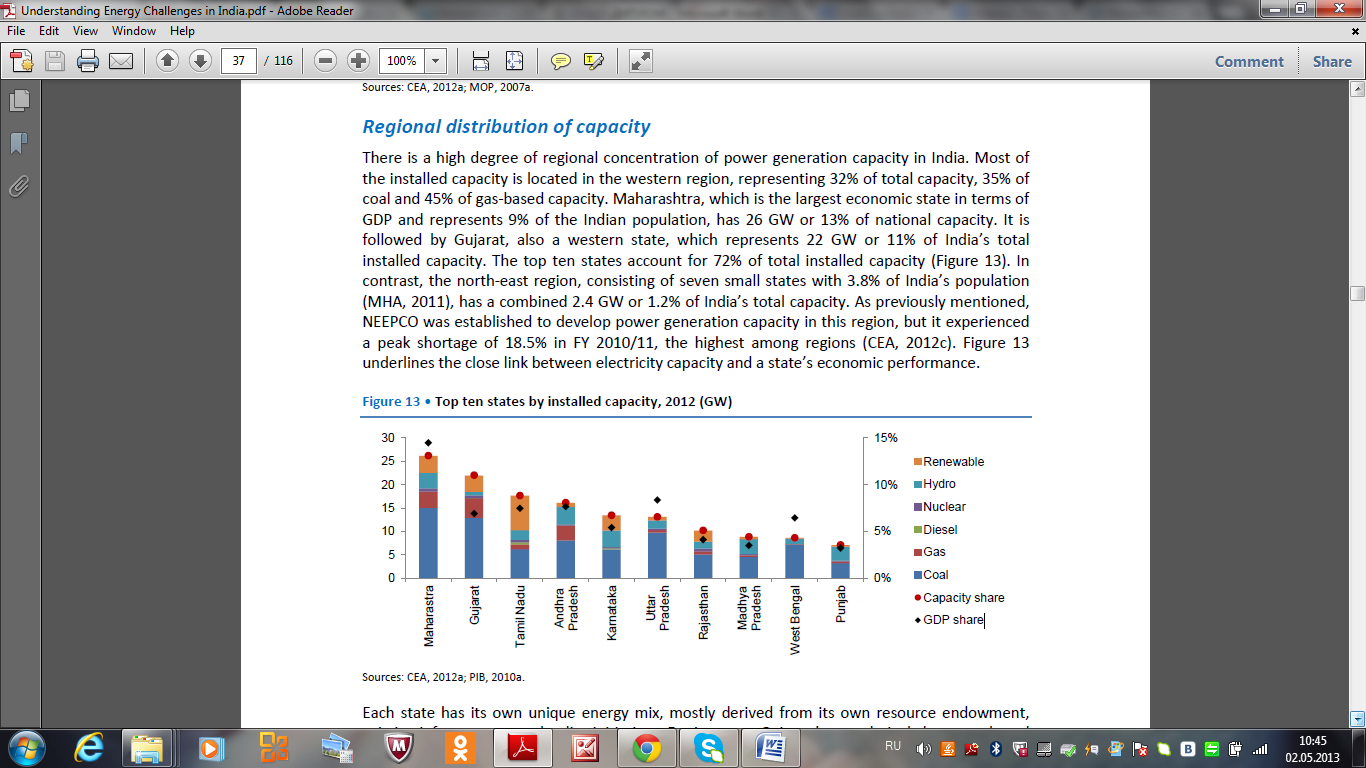 Understanding Energy Challenges in India.pdf - Adobe Reader
File Edit View Window Help
37 / 116 100% Comment Share
Sources: CEA, 2012a; MOP, 2007a.
Regional distribution of capacity
There is a high degree of regional concentration of power generation capacity in India. Most of
the installed capacity is located in the western region, representing 32% of total capacity, 35% of
coal and 45% of gas-based capacity. Maharashtra, which is the largest economic state in terms of
GDP and represents 9% of the Indian population, has 26 GW or 13% of national capacity. It is
followed by Gujarat, also a western state, which represents 22 GW or 11% of India’s total
installed capacity. The top ten states account for 72% of total installed capacity (Figure 13). In
contrast, the north-east region, consisting of seven small states with 3.8% of India’s population
(MHA, 2011), has a combined 2.4 GW or 1.2% of India’s total capacity. As previously mentioned,
NEEPCO was established to develop power generation capacity in this region, but it experienced
a peak shortage of 18.5% in FY 2010/11, the highest among regions (CEA, 2012c). Figure 13
underlines the close link between electricity capacity and a state’s economic performance.
Figure 13 • Top ten states by installed capacity, 2012 (GW)
30
25
20
15
10
5
0
15%
10%
5%
0%
Maharastra
Gujarat
Tamil Nadu
Andhra
Pradesh
Karnataka
Uttar
Pradesh
Rajasthan
Madhya
Pradesh
West Bengal
Punjab
Renewable
Hydro
Nuclear
Diesel
Gas
Coal
Capacity share
GDP share
Sources: CEA, 2012a; PIB, 2010a.
Each state has its own unique energy mix, mostly derived from its own resource endowment,
RU
10:45
02.05.2013